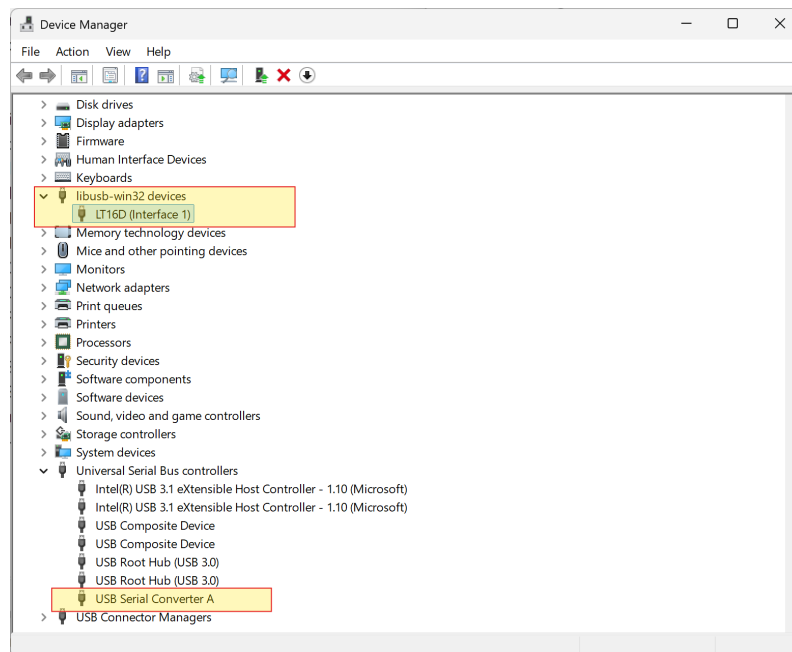 Device Manager
File Action View Help
Disk drives
Display adapters
Firmware
Human Interface Devices
Keyboards
libusb-win32 devices
LT16D (Interface 1)
Memory technology devices
Mice and other pointing devices
Monitors
Network adapters
Print queues
Printers
Processors
Security devices
Software components
Software devices
Sound, video and game controllers
Storage controllers
System devices
Universal Serial Bus controllers
Intel(R) USB 3.1 eXtensible Host Controller - 1.10 (Microsoft)
Intel(R) USB 3.1 eXtensible Host Controller - 1.10 (Microsoft)
USB Composite Device
USB Composite Device
USB Root Hub (USB 3.0)
USB Root Hub (USB 3.0)
USB Serial Converter A
USB Connector Managers